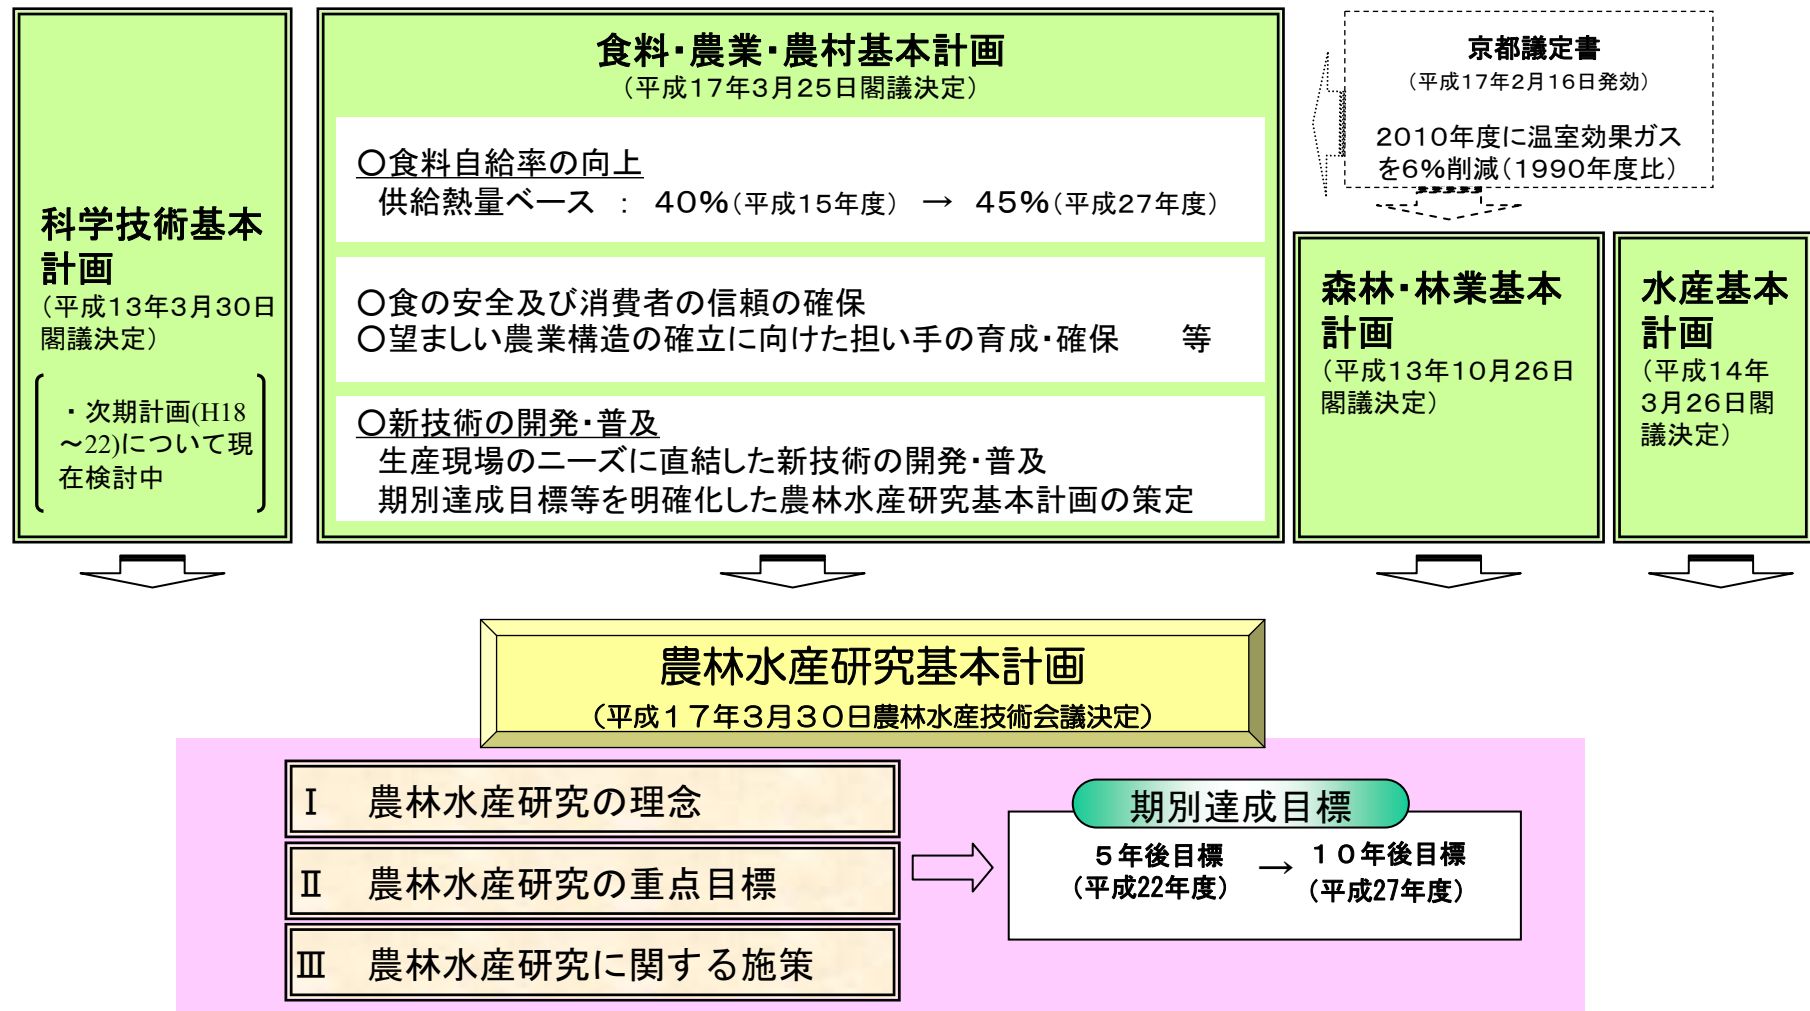 科学技術基本
計画
（平成13年3月30日
閣議決定）
・次期計画(H18
～22)について現
在検討中
食料・農業・農村基本計画
（平成17年3月25日閣議決定）
○食料自給率の向上
供給熱量ベース ： 40%（平成15年度） → 45%（平成27年度）
○食の安全及び消費者の信頼の確保
○望ましい農業構造の確立に向けた担い手の育成・確保 等
○新技術の開発・普及
生産現場のニーズに直結した新技術の開発・普及
期別達成目標等を明確化した農林水産研究基本計画の策定
京都議定書
（平成17年2月16日発効）
2010年度に温室効果ガス
を6%削減（1990年度比）
森林・林業基本
計画
（平成13年10月26日
閣議決定）
水産基本
計画
（平成14年
3月26日閣
議決定）
農林水産研究基本計画
（平成１７年３月３０日農林水産技術会議決定）
Ⅰ 農林水産研究の理念
Ⅱ 農林水産研究の重点目標
Ⅲ 農林水産研究に関する施策
期別達成目標
５年後目標 → １０年後目標
（平成22年度） （平成27年度）